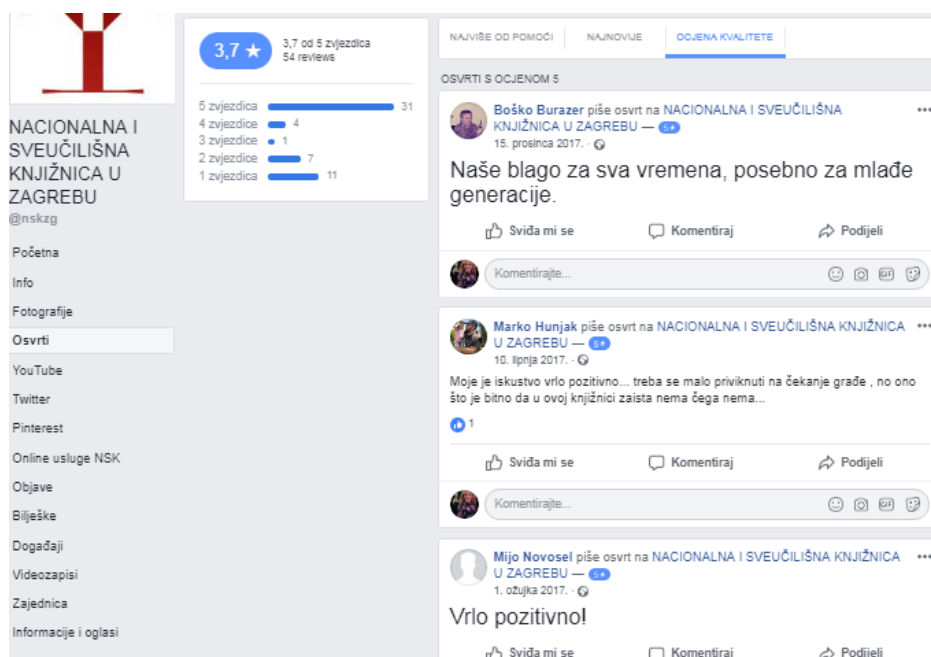 NACIONALNA I
SVEUČILIŠNA
KNJIŽNICA U
ZAGREBU
@nskzg
Početna
Info
Fotografije
Osvrti
YouTube
Twitter
Pinterest
Online usluge NSK
Objave
Bilješke
Događaji
Videozapisi
Zajednica
Informacije i oglasi
3,7 ★
3,7 od 5 zvjezdica
54 reviews
5 zvjezdica 31
4 zvjezdice 4
3 zvjezdice 1
2 zvjezdice 7
1 zvjezdica 11
NAJVIŠE OD POMOĆI NAJNOVIJE OCJENA KVALITETE
OSVRTI S OCJENOM 5
Boško Burazer piše osvrt na NACIONALNA I SVEUČILIŠNA
KNJIŽNICA U ZAGREBU — 5★
15. prosinca 2017. ·
Naše blago za sva vremena, posebno za mlađe
generacije.
Sviđa mi se Komentiraj Podijeli
Komentirajte... GIF
Marko Hunjak piše osvrt na NACIONALNA I SVEUČILIŠNA KNJIŽNICA
U ZAGREBU — 5★
10. lipnja 2017. ·
Moje je iskustvo vrlo pozitivno... treba se malo priviknuti na čekanje građe , no ono
što je bitno da u ovoj knjižnici zaista nema čega nema...
1
Sviđa mi se Komentiraj Podijeli
Komentirajte... GIF
Mijo Novosel piše osvrt na NACIONALNA I SVEUČILIŠNA KNJIŽNICA
U ZAGREBU — 5★
1. ožujka 2017. ·
Vrlo pozitivno!
Sviđa mi se Komentiraj Podijeli